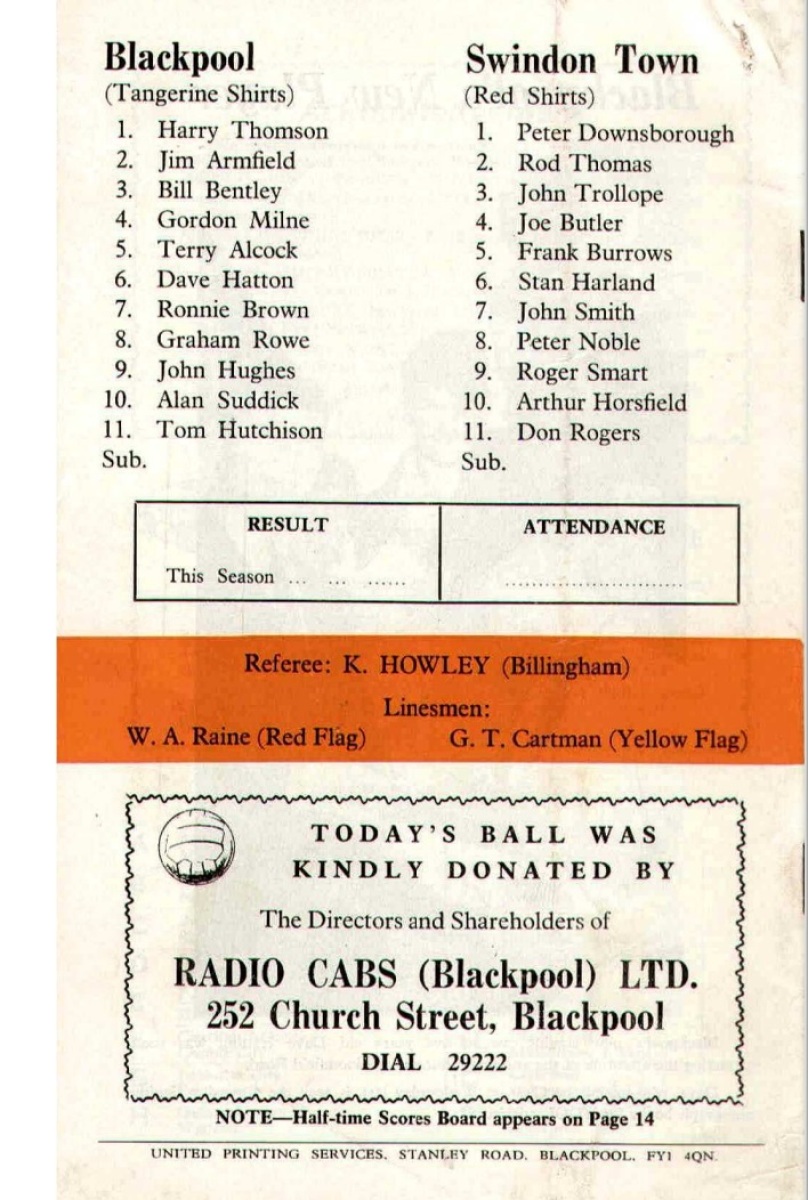 Blackpool
(Tangerine Shirts)
1. Harry Thomson
2. Jim Armfield
3. Bill Bentley
4. Gordon Milne
5. Terry Alcock
6. Dave Hatton
7. Ronnie Brown
8. Graham Rowe
9. John Hughes
10. Alan Suddick
11. Tom Hutchison
Sub.
Swindon Town
(Red Shirts)
1. Peter Downsborough
2. Rod Thomas
3. John Trollope
4. Joe Butler
5. Frank Burrows
6. Stan Harland
7. John Smith
8. Peter Noble
9. Roger Smart
10. Arthur Horsfield
11. Don Rogers
Sub.
RESULT
This Season ... ... ......
ATTENDANCE
..............................
Referee: K. HOWLEY (Billingham)
Linesmen:
W. A. Raine (Red Flag) G. T. Cartman (Yellow Flag)
TODAY'S BALL WAS
KINDLY DONATED BY
The Directors and Shareholders of
RADIO CABS (Blackpool) LTD.
252 Church Street, Blackpool
DIAL 29222
NOTE—Half-time Scores Board appears on Page 14
UNITED PRINTING SERVICES. STANLEY ROAD. BLACKPOOL. FY1 4QN.